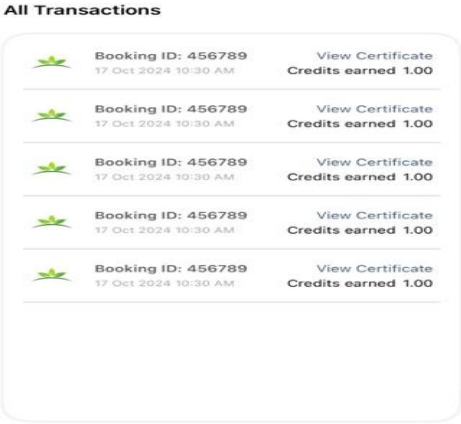 All Transactions
Booking ID: 456789 View Certificate
17 Oct 2024 10:30 AM Credits earned 1.00
Booking ID: 456789 View Certificate
17 Oct 2024 10:30 AM Credits earned 1.00
Booking ID: 456789 View Certificate
17 Oct 2024 10:30 AM Credits earned 1.00
Booking ID: 456789 View Certificate
17 Oct 2024 10:30 AM Credits earned 1.00
Booking ID: 456789 View Certificate
17 Oct 2024 10:30 AM Credits earned 1.00